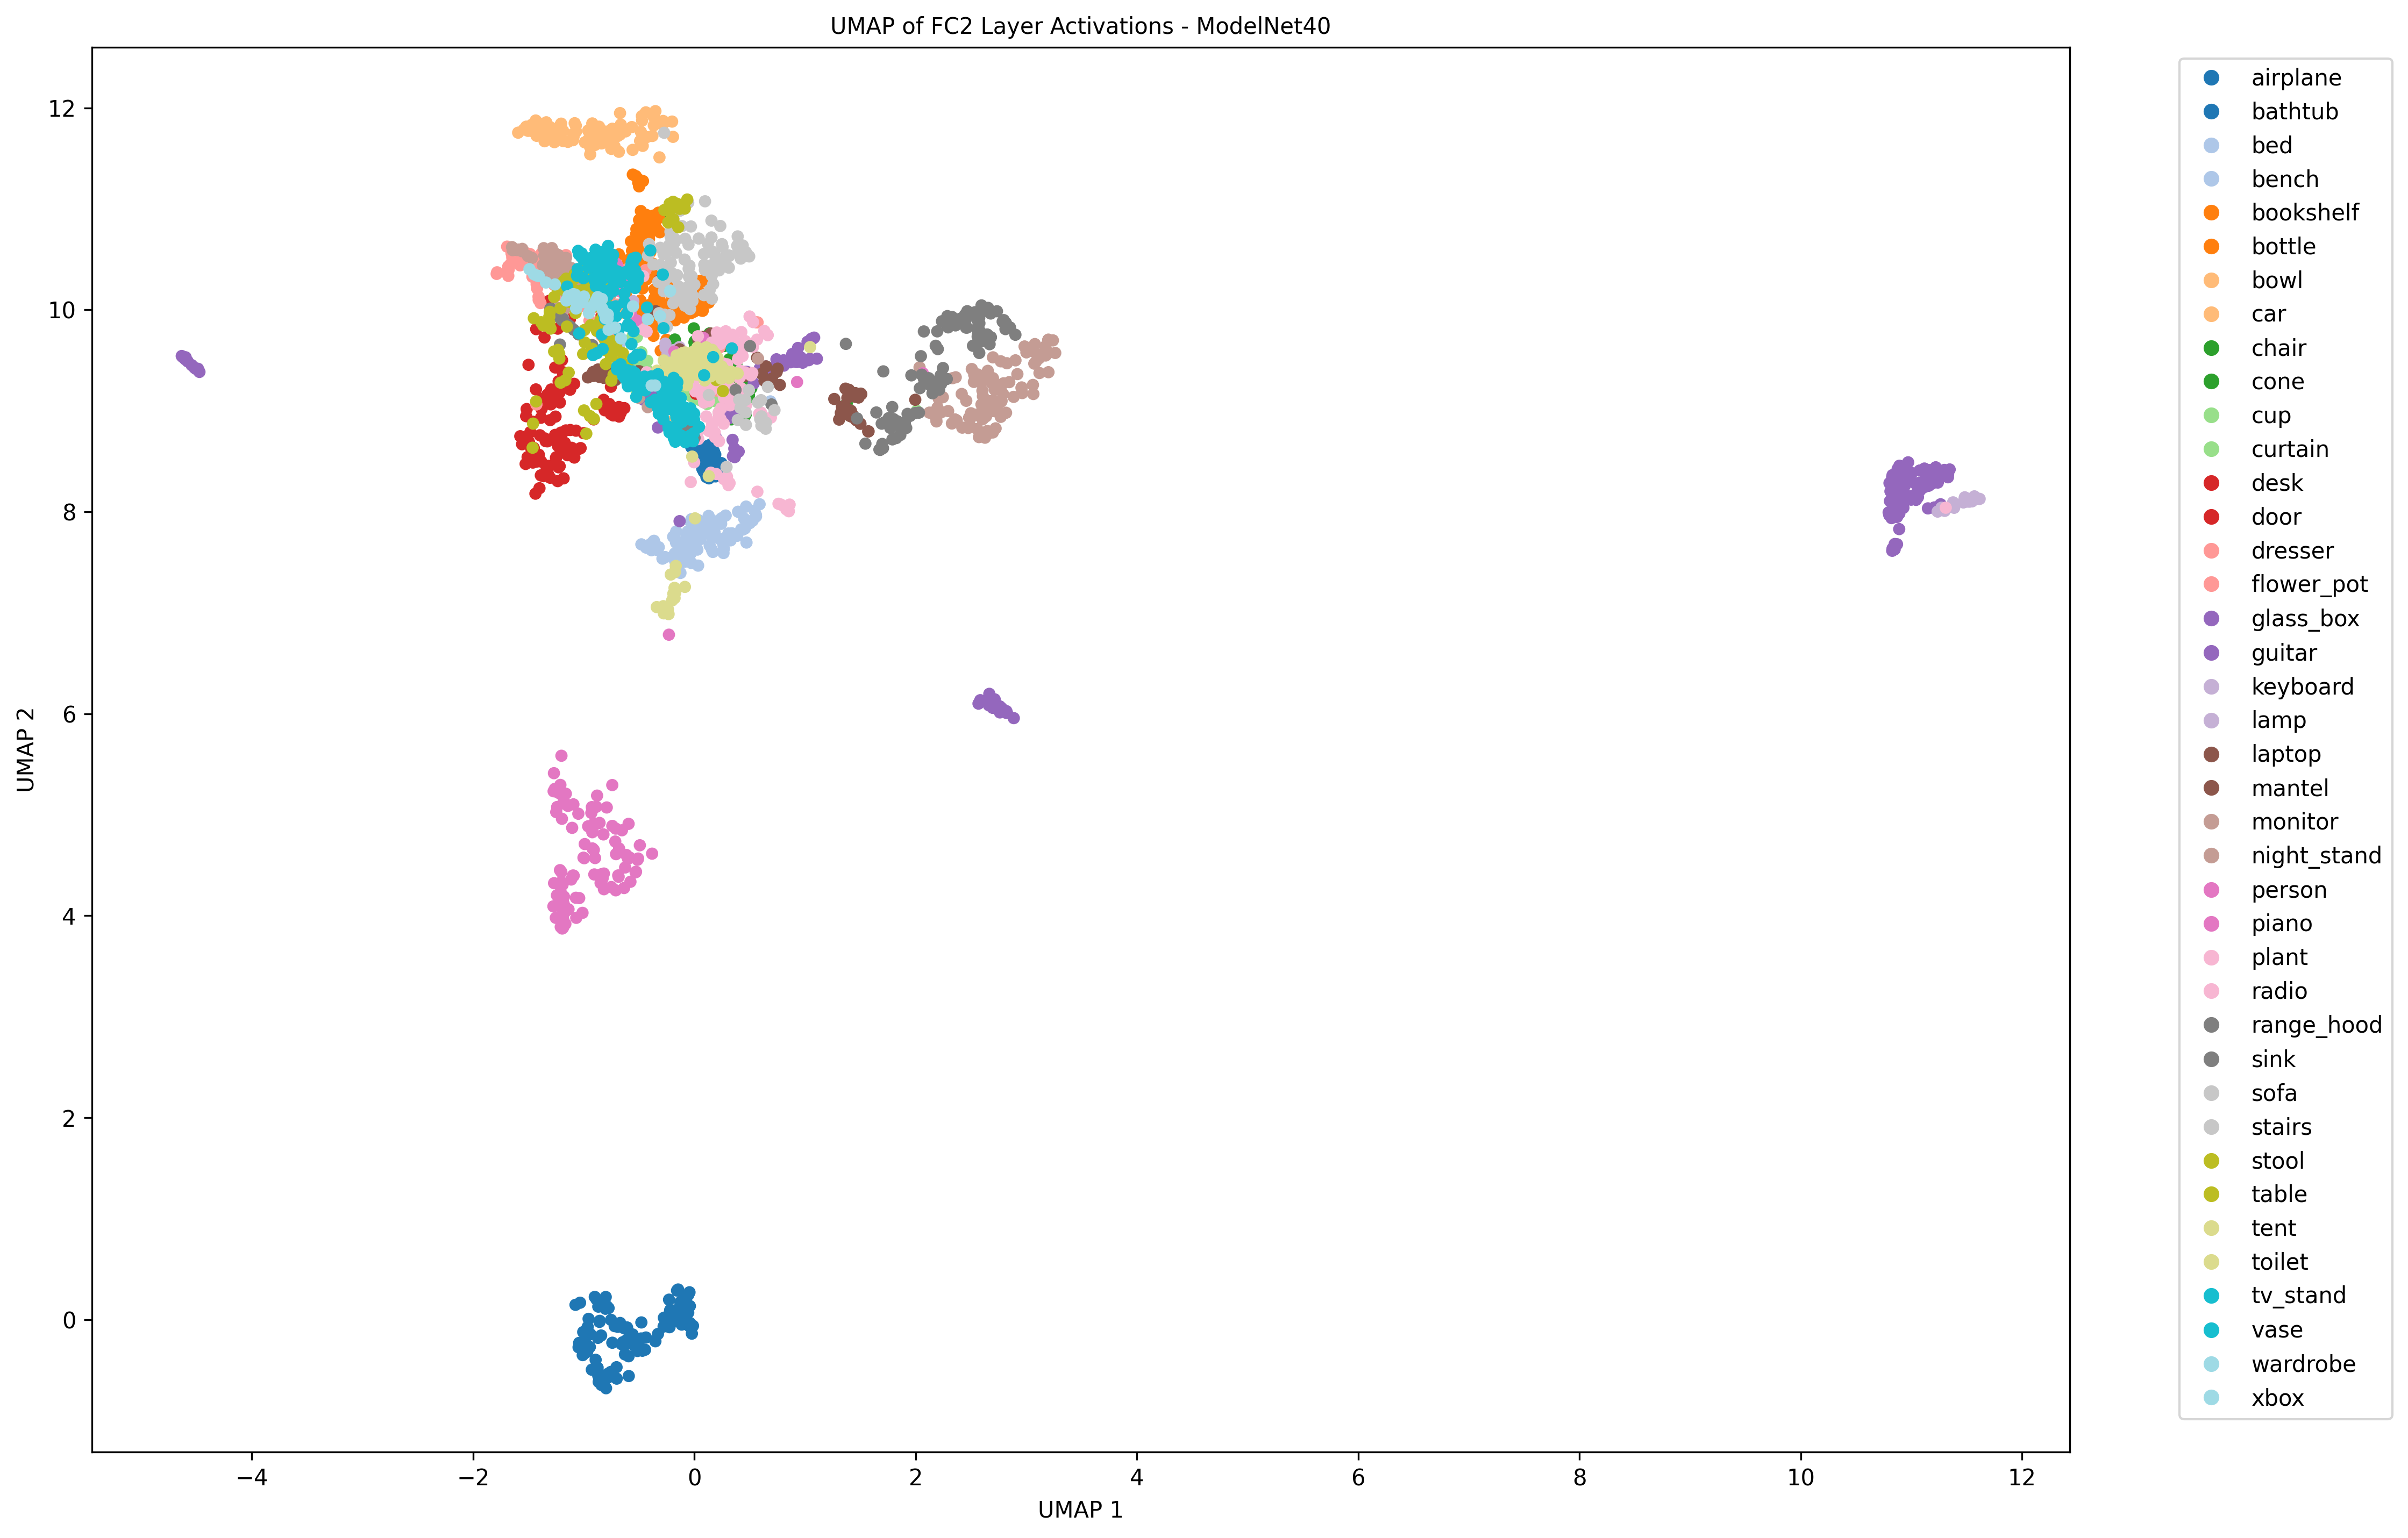 UMAP of FC2 Layer Activations - ModelNet40
12
10
8
6
4
2
0
UMAP 2
−4
−2
0
2
4
6
8
10
12
UMAP 1
airplane
bathtub
bed
bench
bookshelf
bottle
bowl
car
chair
cone
cup
curtain
desk
door
dresser
flower_pot
glass_box
guitar
keyboard
lamp
laptop
mantel
monitor
night_stand
person
piano
plant
radio
range_hood
sink
sofa
stairs
stool
table
tent
toilet
tv_stand
vase
wardrobe
xbox